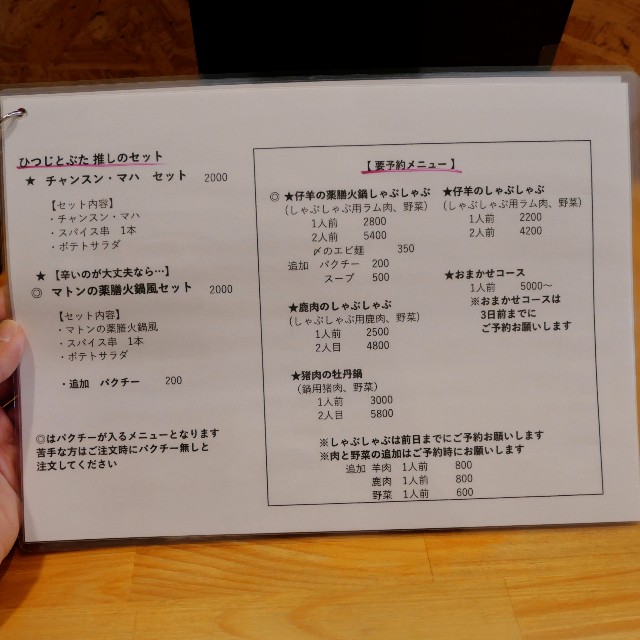 ひつじとぶた 推しのセット
★ チャンスン・マハ セット 2000
【セット内容】
・チャンスン・マハ
・スパイス串 1本
・ポテトサラダ
★【辛いのが大丈夫なら…】
◎ マトンの薬膳火鍋風セット 2000
【セット内容】
・マトンの薬膳火鍋風
・スパイス串 1本
・ポテトサラダ
・追加 パクチー 200
◎はパクチーが入るメニューとなります
苦手な方はご注文時にパクチー無しと
注文してください
【 要予約メニュー 】
◎ ★仔羊の薬膳火鍋しゃぶしゃぶ
(しゃぶしゃぶ用ラム肉、野菜)
1人前 2800
2人前 5400
〆のエビ麺 350
追加 パクチー 200
スープ 500
★鹿肉のしゃぶしゃぶ
(しゃぶしゃぶ用鹿肉、野菜)
1人前 2500
2人目 4800
★猪肉の牡丹鍋
(鍋用猪肉、野菜)
1人前 3000
2人目 5800
★仔羊のしゃぶしゃぶ
(しゃぶしゃぶ用ラム肉、野菜)
1人前 2200
2人前 4200
★おまかせコース
1人前 5000～
※おまかせコースは
3日前までに
ご予約お願いします
※しゃぶしゃぶは前日までにご予約お願いします
※肉と野菜の追加はご予約時にお願いします
追加 羊肉 1人前 800
鹿肉 1人前 800
野菜 1人前 600